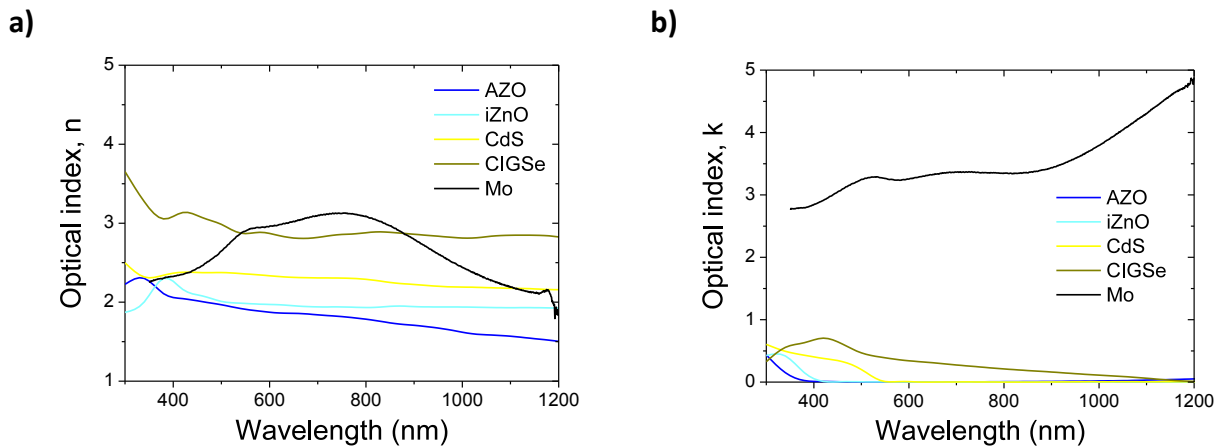 a)
Optical index, n
5
4
3
2
1
400
600
800
1000
1200
Wavelength (nm)
AZO
iZnO
CdS
CIGSe
Mo
b)
Optical index, k
5
4
3
2
1
0
400
600
800
1000
1200
Wavelength (nm)
AZO
iZnO
CdS
CIGSe
Mo